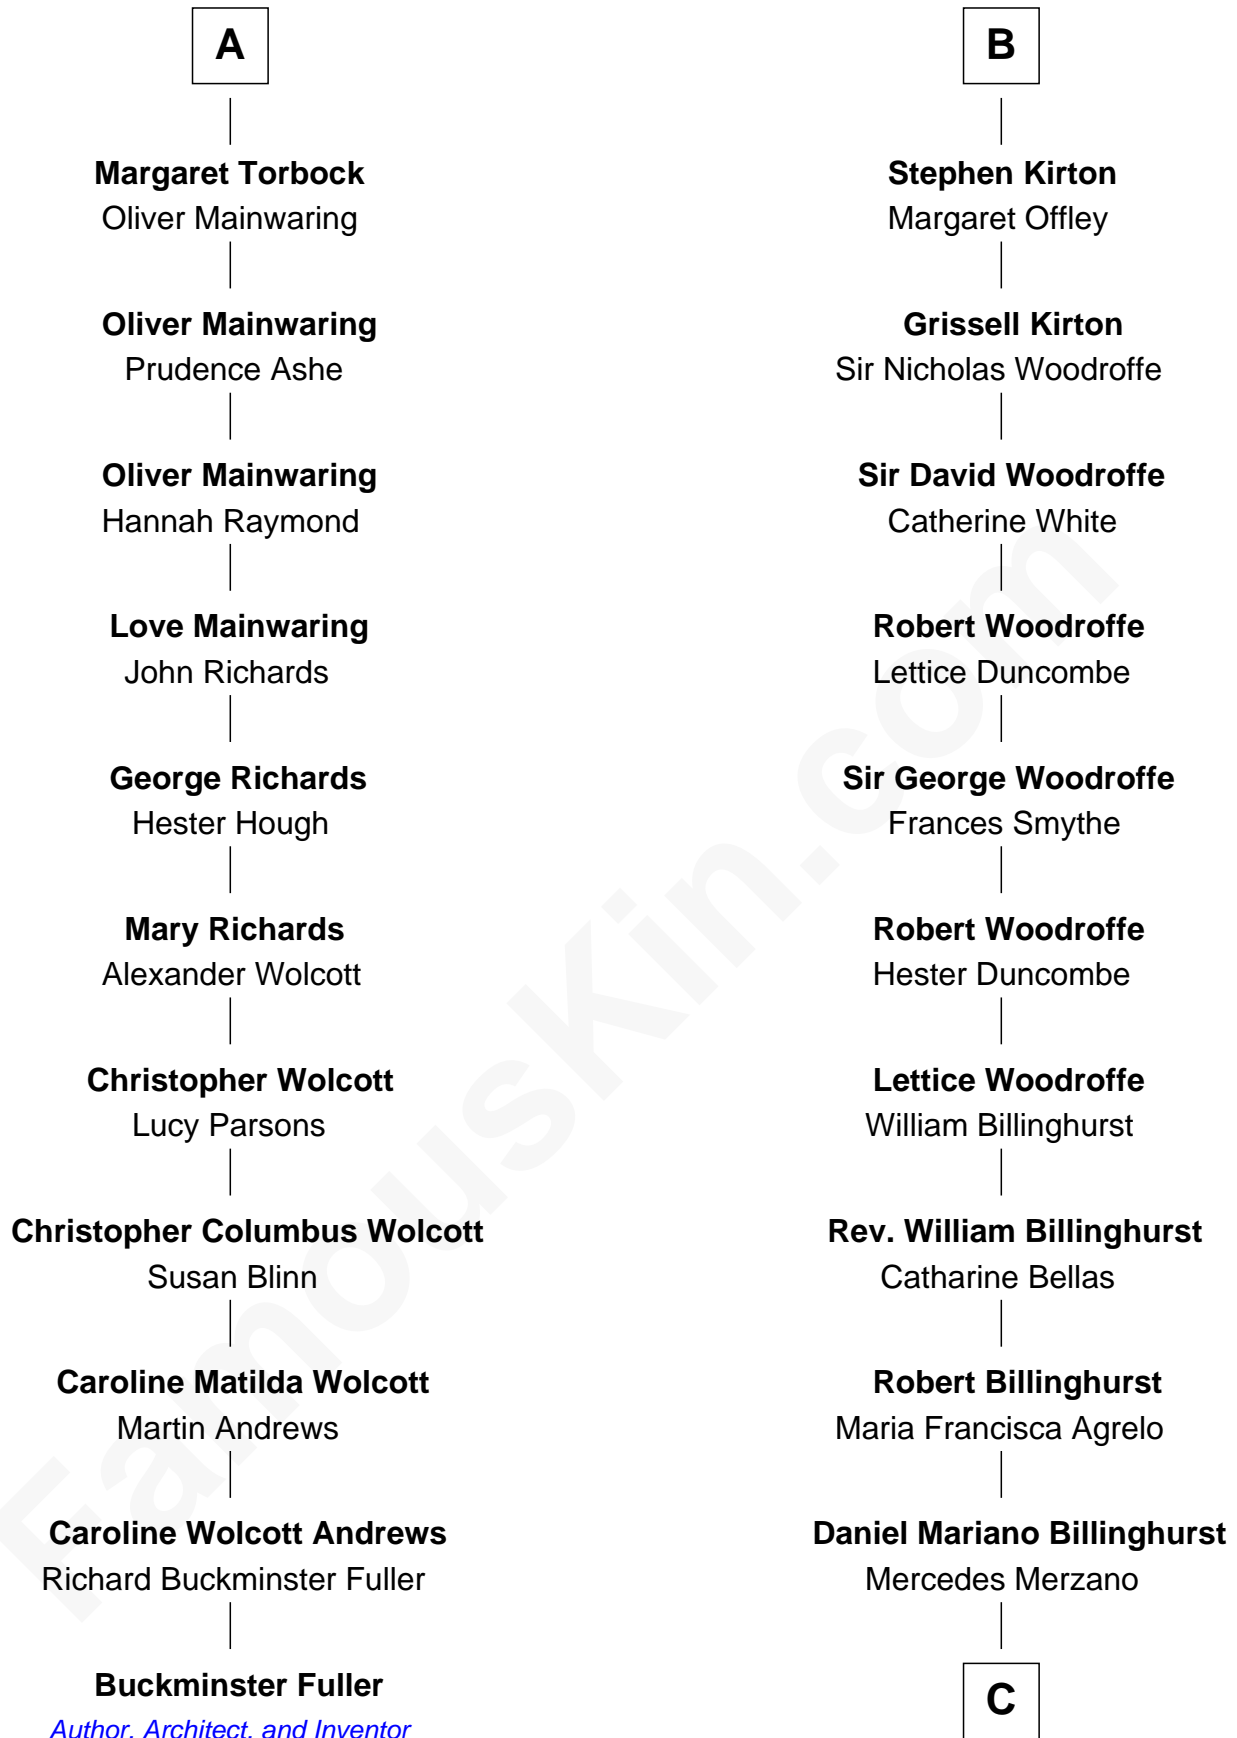 A
Margaret Torbock
Oliver Mainwaring
Oliver Mainwaring
Prudence Ashe
Oliver Mainwaring
Hannah Raymond
Love Mainwaring
John Richards
George Richards
Hester Hough
Mary Richards
Alexander Wolcott
Christopher Wolcott
Lucy Parsons
Christopher Columbus Wolcott
Susan Blinn
Caroline Matilda Wolcott
Martin Andrews
Caroline Wolcott Andrews
Richard Buckminster Fuller
Buckminster Fuller
Author, Architect, and Inventor
B
Stephen Kirton
Margaret Offley
Grissell Kirton
Sir Nicholas Woodroffe
Sir David Woodroffe
Catherine White
Robert Woodroffe
Lettice Duncombe
Sir George Woodroffe
Frances Smythe
Robert Woodroffe
Hester Duncombe
Lettice Woodroffe
William Billinghurst
Rev. William Billinghurst
Catharine Bellas
Robert Billinghurst
Maria Francisca Agrelo
Daniel Mariano Billinghurst
Mercedes Merzano
C
FamousKin.com